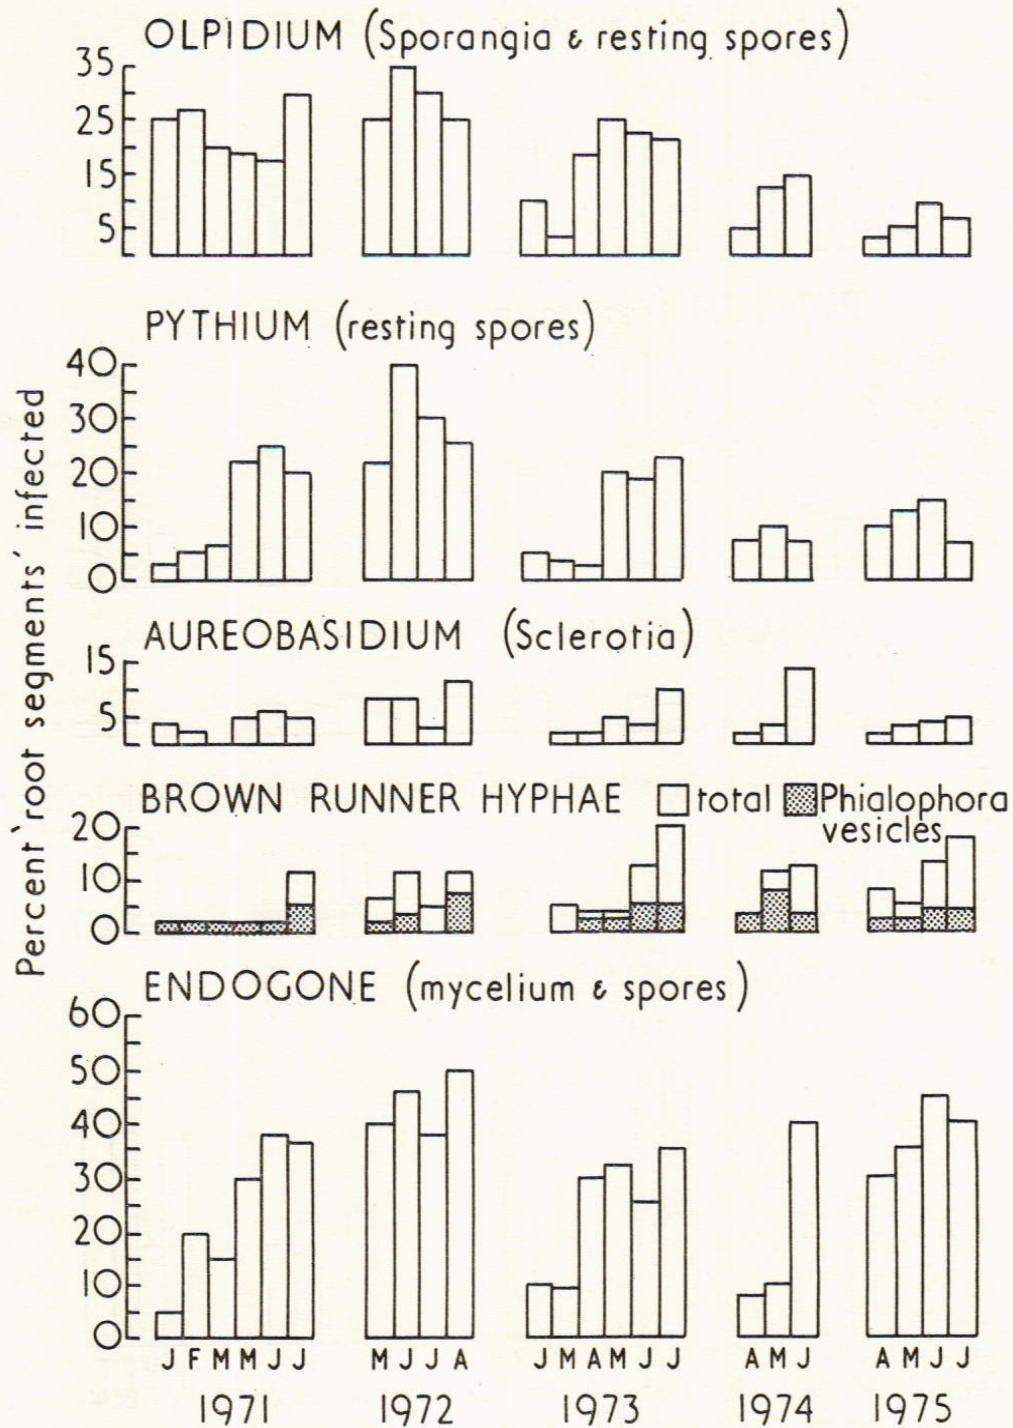 OLPIDIUM (Sporangia & resting spores)
35
25
15
5
PYTHIUM (resting spores)
40
30
20
10
0
AUREOBASIDIUM (Sclerotia)
15
5
BROWN RUNNER HYPHAE total Phialophora
vesicles
20
10
0
ENDOGONE (mycelium & spores)
60
50
40
30
20
10
0
Percent 'root segments' infected
J F M M J J M J J A J M A M J J A M J A M J J
1971 1972 1973 1974 1975